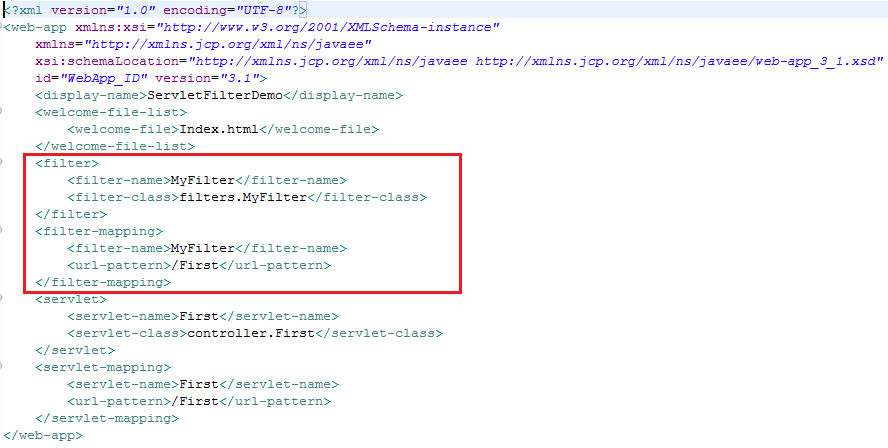 <?xml version="1.0" encoding="UTF-8"?>
<web-app xmlns:xsi="http://www.w3.org/2001/XMLSchema-instance"
    xmlns="http://xmlns.jcp.org/xml/ns/javaee"
    xsi:schemaLocation="http://xmlns.jcp.org/xml/ns/javaee http://xmlns.jcp.org/xml/ns/javaee/web-app_3_1.xsd"
    id="WebApp_ID" version="3.1">
    <display-name>ServletFilterDemo</display-name>
    <welcome-file-list>
        <welcome-file>Index.html</welcome-file>
    </welcome-file-list>
    <filter>
        <filter-name>MyFilter</filter-name>
        <filter-class>filters.MyFilter</filter-class>
    </filter>
    <filter-mapping>
        <filter-name>MyFilter</filter-name>
        <url-pattern>/First</url-pattern>
    </filter-mapping>
    <servlet>
        <servlet-name>First</servlet-name>
        <servlet-class>controller.First</servlet-class>
    </servlet>
    <servlet-mapping>
        <servlet-name>First</servlet-name>
        <url-pattern>/First</url-pattern>
    </servlet-mapping>
</web-app>